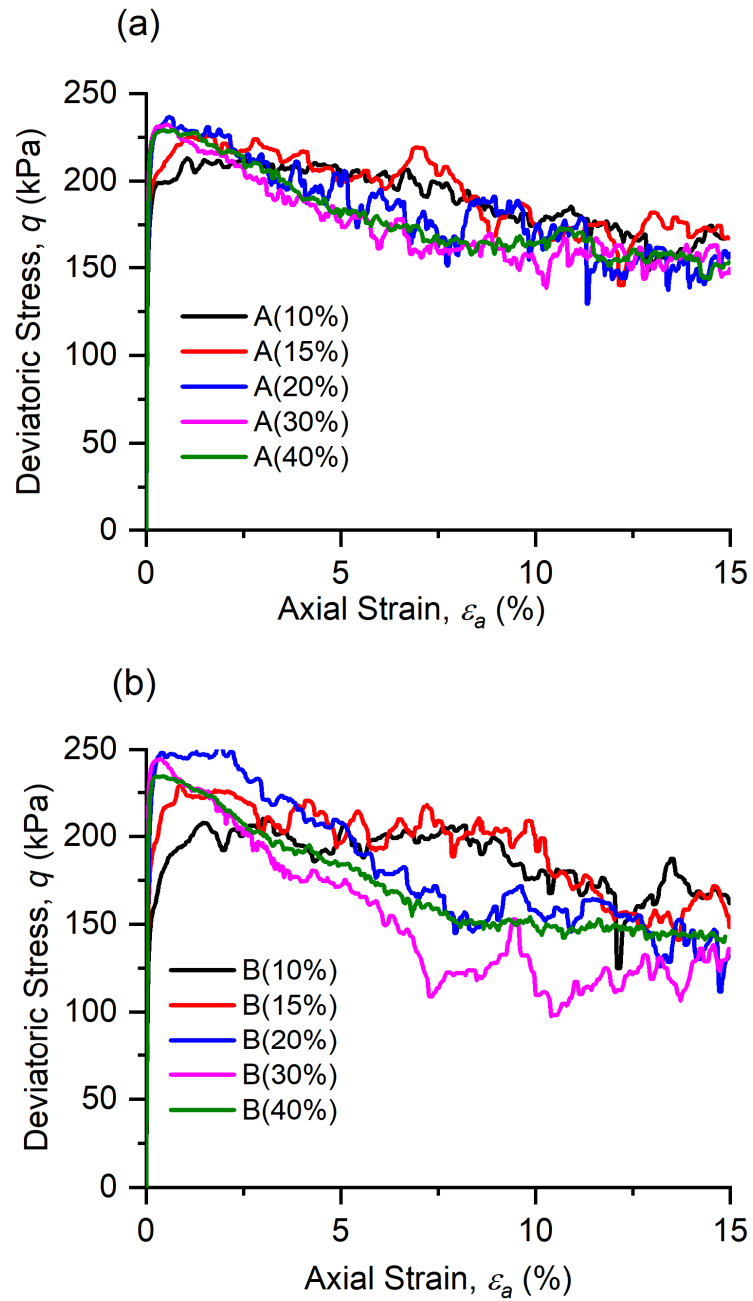 (a)
250
200
150
100
50
0
Deviatoric Stress, q (kPa)
A(10%)
A(15%)
A(20%)
A(30%)
A(40%)
0 5 10 15
Axial Strain, εa (%)
(b)
250
200
150
100
50
0
Deviatoric Stress, q (kPa)
B(10%)
B(15%)
B(20%)
B(30%)
B(40%)
0 5 10 15
Axial Strain, εa (%)